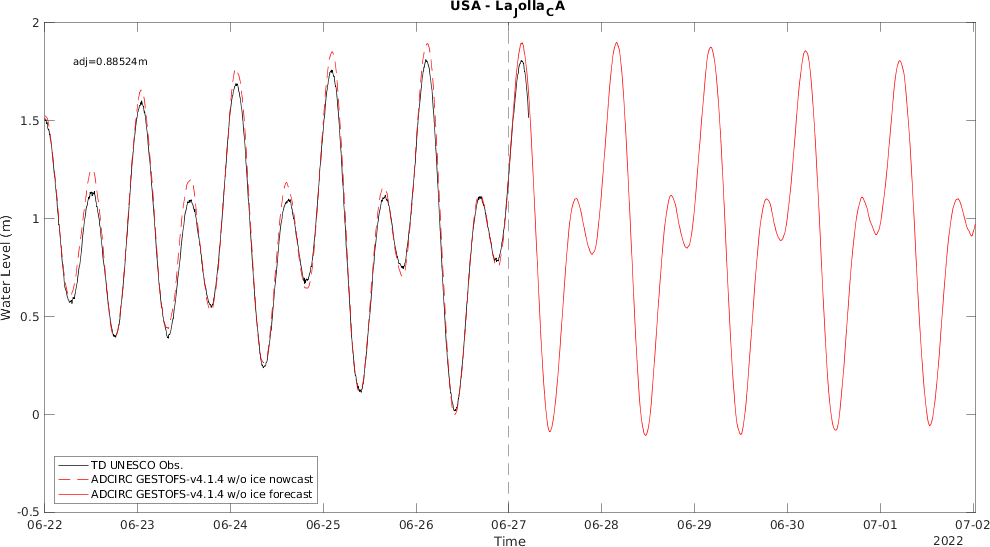 USA - LaJollaCA
adj=0.88524m
2
1.5
1
0.5
0
-0.5
Water Level (m)
TD UNESCO Obs.
ADCIRC GESTOFS-v4.1.4 w/o ice nowcast
ADCIRC GESTOFS-v4.1.4 w/o ice forecast
06-22 06-23 06-24 06-25 06-26 06-27 06-28 06-29 06-30 07-01 07-02
Time
2022